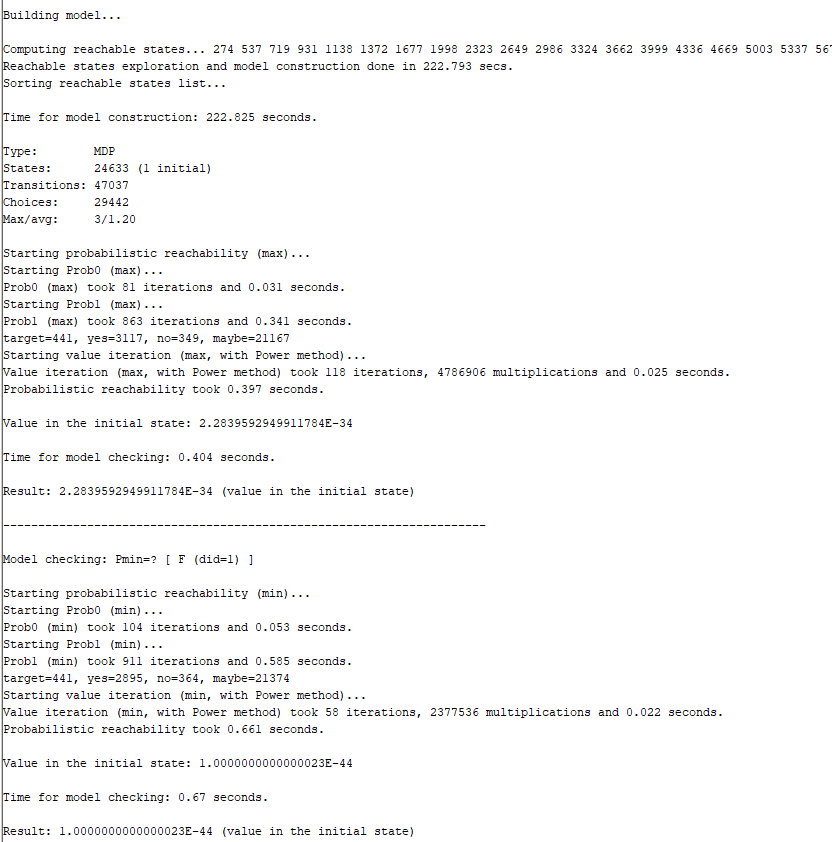 Building model...
Computing reachable states... 274 537 719 931 1138 1372 1677 1998 2323 2649 2986 3324 3662 3999 4336 4669 5003 5337
Reachable states exploration and model construction done in 222.793 secs.
Sorting reachable states list...
Time for model construction: 222.825 seconds.
Type: MDP
States: 24633 (1 initial)
Transitions: 47037
Choices: 29442
Max/avg: 3/1.20
Starting probabilistic reachability (max)...
Starting Prob0 (max)...
Prob0 (max) took 81 iterations and 0.031 seconds.
Starting Prob1 (max)...
Prob1 (max) took 863 iterations and 0.341 seconds.
target=441, yes=3117, no=349, maybe=21167
Starting value iteration (max, with Power method)...
Value iteration (max, with Power method) took 118 iterations, 4786906 multiplications and 0.025 seconds.
Probabilistic reachability took 0.397 seconds.
Value in the initial state: 2.2839592949911784E-34
Time for model checking: 0.404 seconds.
Result: 2.2839592949911784E-34 (value in the initial state)
---------------------------------------------------------------------
Model checking: Pmin=? [ F (did=1) ]
Starting probabilistic reachability (min)...
Starting Prob0 (min)...
Prob0 (min) took 104 iterations and 0.053 seconds.
Starting Prob1 (min)...
Prob1 (min) took 911 iterations and 0.585 seconds.
target=441, yes=2895, no=364, maybe=21374
Starting value iteration (min, with Power method)...
Value iteration (min, with Power method) took 58 iterations, 2377536 multiplications and 0.022 seconds.
Probabilistic reachability took 0.661 seconds.
Value in the initial state: 1.0000000000000023E-44
Time for model checking: 0.67 seconds.
Result: 1.0000000000000023E-44 (value in the initial state)